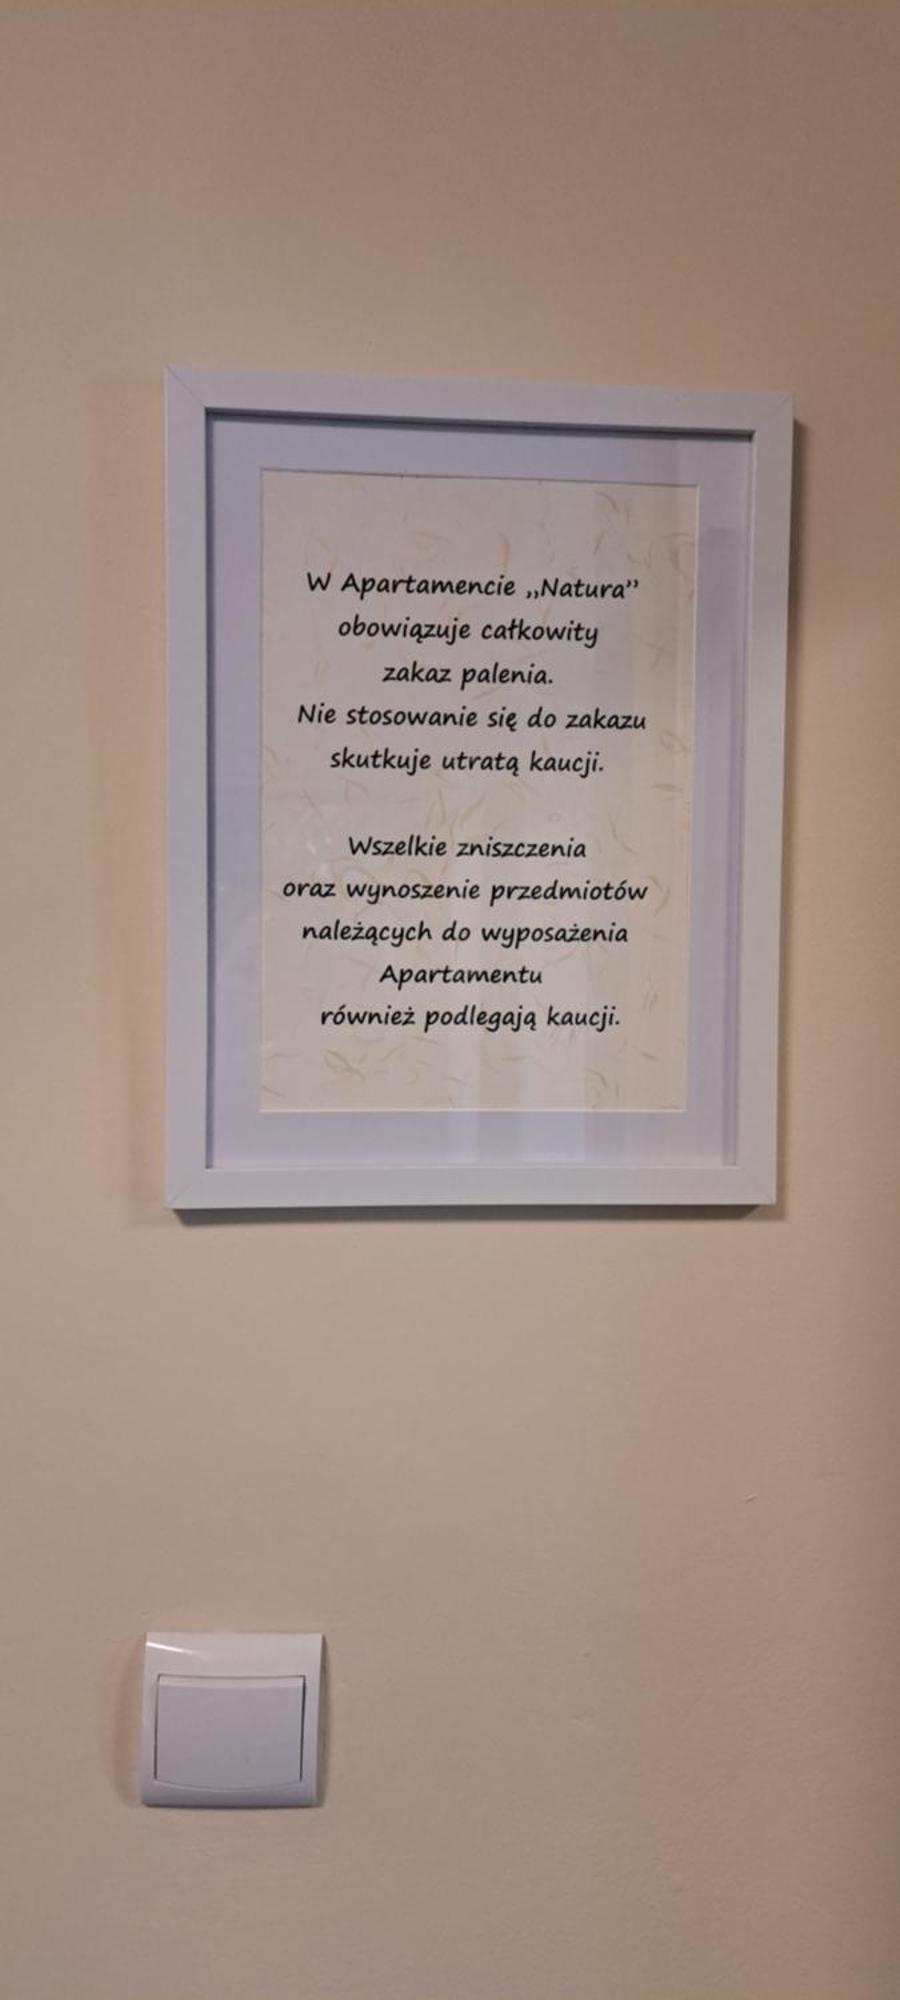 W Apartamencie „Natura”
obowiązuje całkowity
zakaz palenia.
Nie stosowanie się do zakazu
skutkuje utratą kaucji.
Wszelkie zniszczenia
oraz wynoszenie przedmiotów
należących do wyposażenia
Apartamentu
również podlegają kaucji.